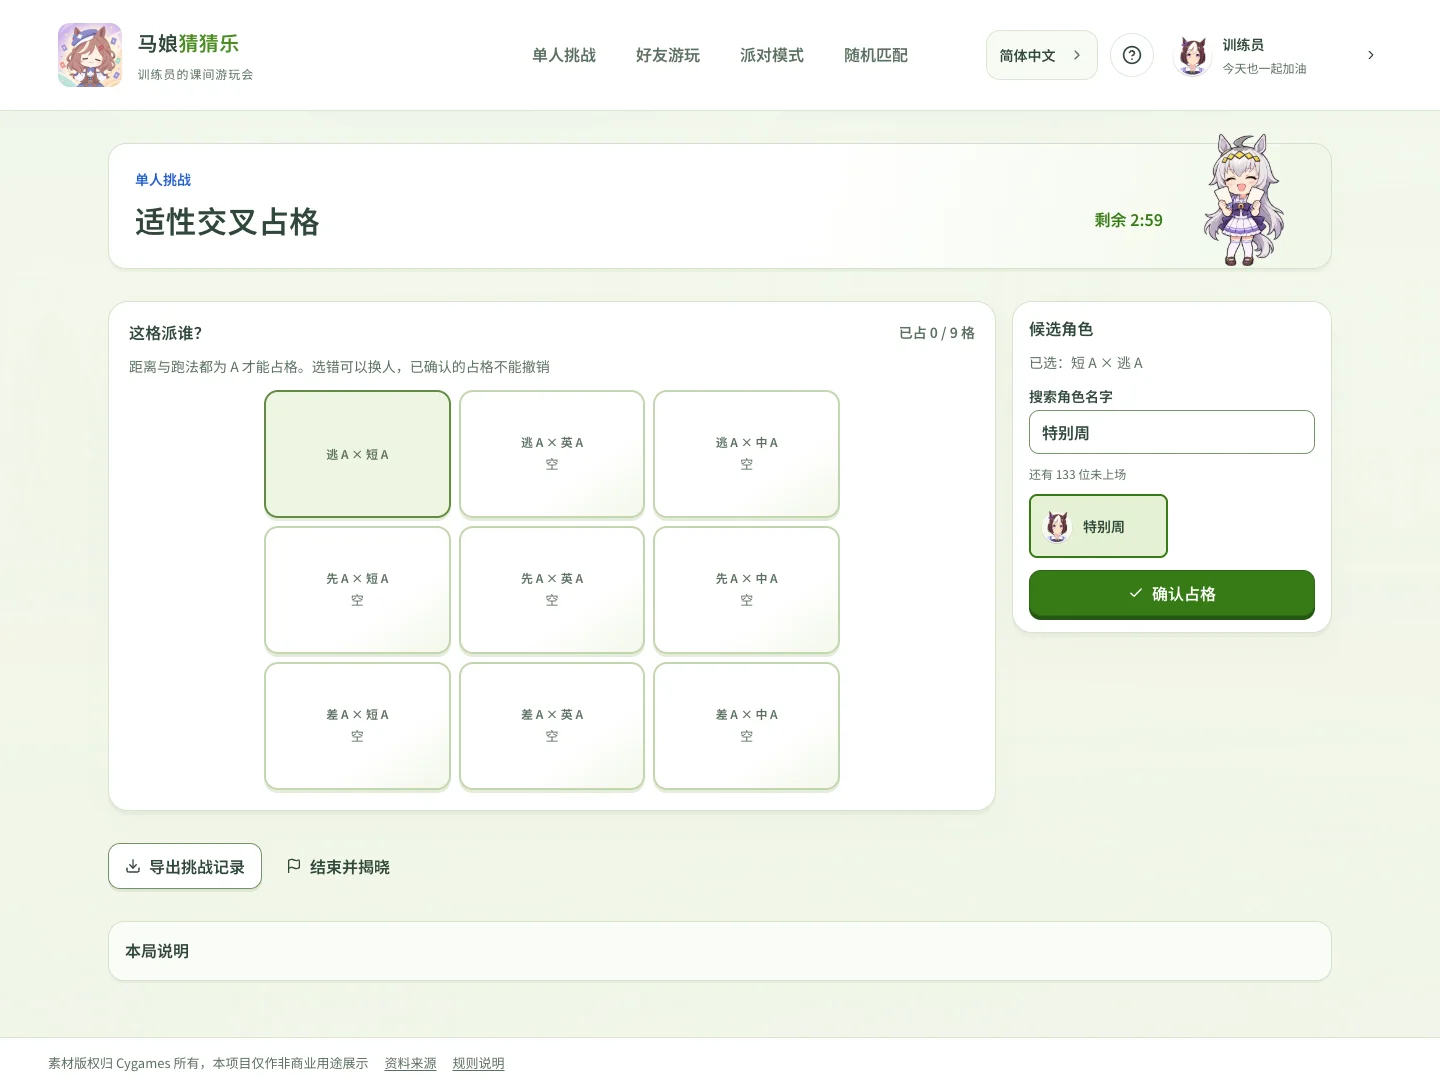 马娘猜猜乐
训练员的课间游玩会
单人挑战
好友游玩
派对模式
随机匹配
简体中文
训练员
今天也一起加油
单人挑战
适性交叉占格
剩余 2:59
这格派谁?
已占 0 / 9 格
距离与跑法都为 A 才能占格。选错可以换人，已确认的占格不能撤销
逃 A × 短 A
逃 A × 英 A
空
逃 A × 中 A
空
先 A × 短 A
空
先 A × 英 A
空
先 A × 中 A
空
差 A × 短 A
空
差 A × 英 A
空
差 A × 中 A
空
候选角色
已选：短 A × 逃 A
搜索角色名字
特别周
还有 133 位未上场
特别周
确认占格
导出挑战记录
结束并揭晓
本局说明
素材版权归 Cygames 所有，本项目仅作非商业用途展示
资料来源
规则说明